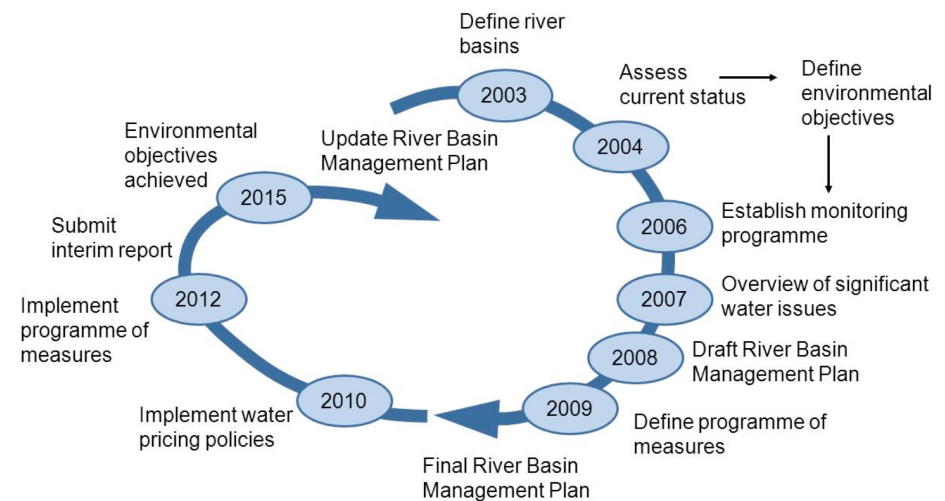 Define river
basins
2003
Assess
current status
Define
environmental
objectives
2004
2006
Establish monitoring
programme
2007
Overview of significant
water issues
2008
Draft River Basin
Management Plan
2009
Define programme of
measures
Final River Basin
Management Plan
2010
Implement water
pricing policies
2012
Implement
programme of
measures
Submit
interim report
2015
Environmental
objectives
achieved
Update River Basin
Management Plan